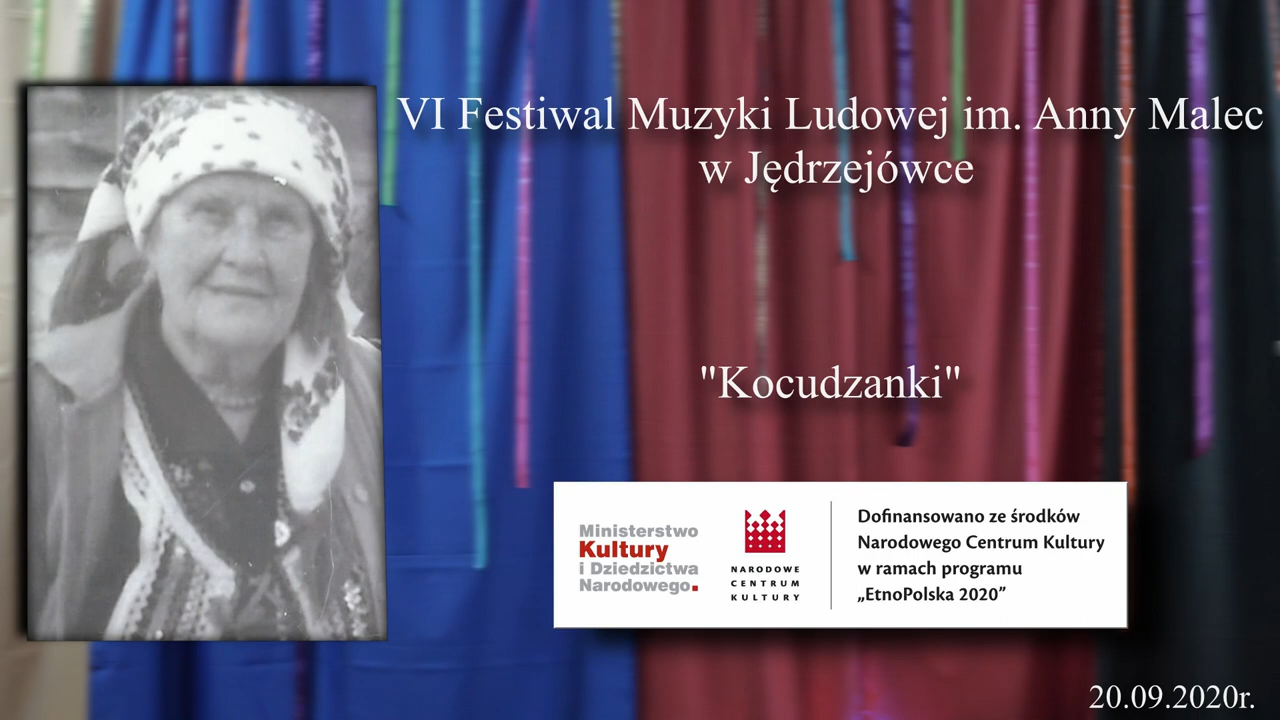 VI Festiwal Muzyki Ludowej im. Anny Malec
w Jędrzejówce
"Kocudzanki"
Ministerstwo
Kultury
i Dziedzictwa
Narodowego.
NARODOWE
CENTRUM
KULTURY
Dofinansowano ze środków
Narodowego Centrum Kultury
w ramach programu
„EtnoPolska 2020”
20.09.2020r.